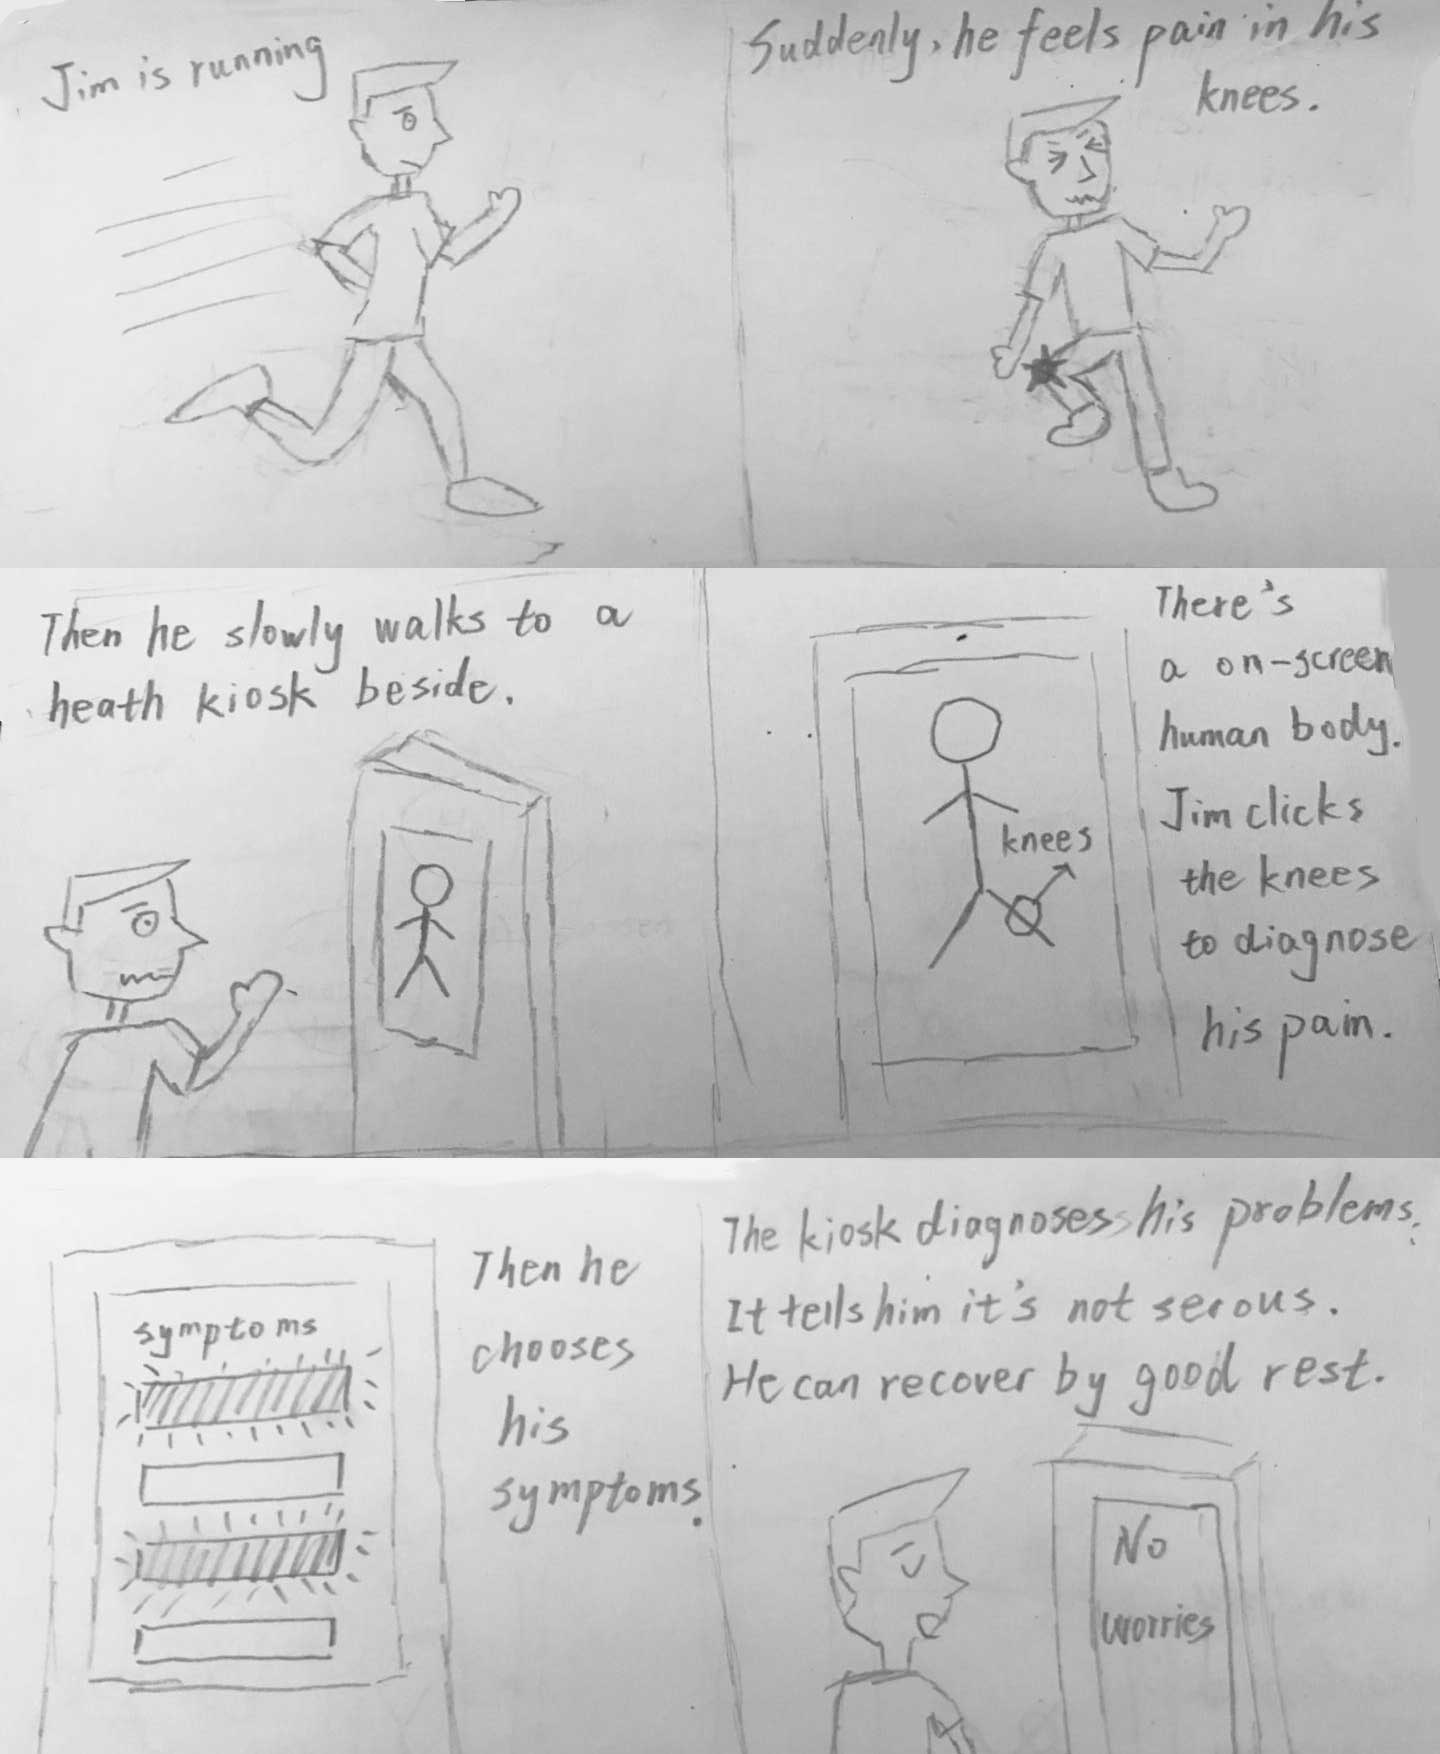 Jim is running
Suddenly, he feels pain in his
knees.
Then he slowly walks to a
heath kiosk beside.
There's
a on-screen
human body.
Jim clicks
the knees
to diagnose
his pain.
knees
symptoms
Then he
chooses
his
symptoms.
The kiosk diagnoses his problems.
It tells him it's not serous.
He can recover by good rest.
No
worries